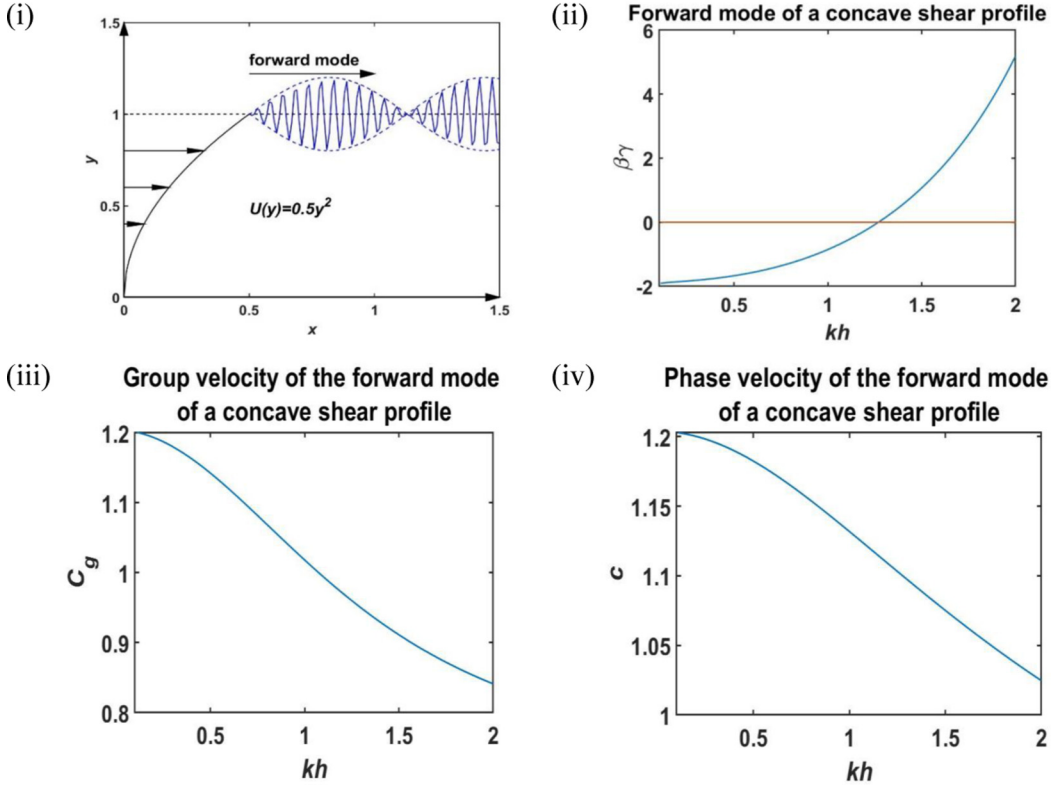 (i)
1.5
1
0.5
0
y
forward mode
U(y)=0.5y²
0
0.5
1
1.5
x
(ii)
Forward mode of a concave shear profile
6
4
2
0
-2
βγ
0.5
1
1.5
2
kh
(iii)
Group velocity of the forward mode
of a concave shear profile
1.2
1.1
1
0.9
0.8
C_g
0.5
1
1.5
2
kh
(iv)
Phase velocity of the forward mode
of a concave shear profile
1.2
1.15
1.10
1.05
1
c
0.5
1
1.5
2
kh